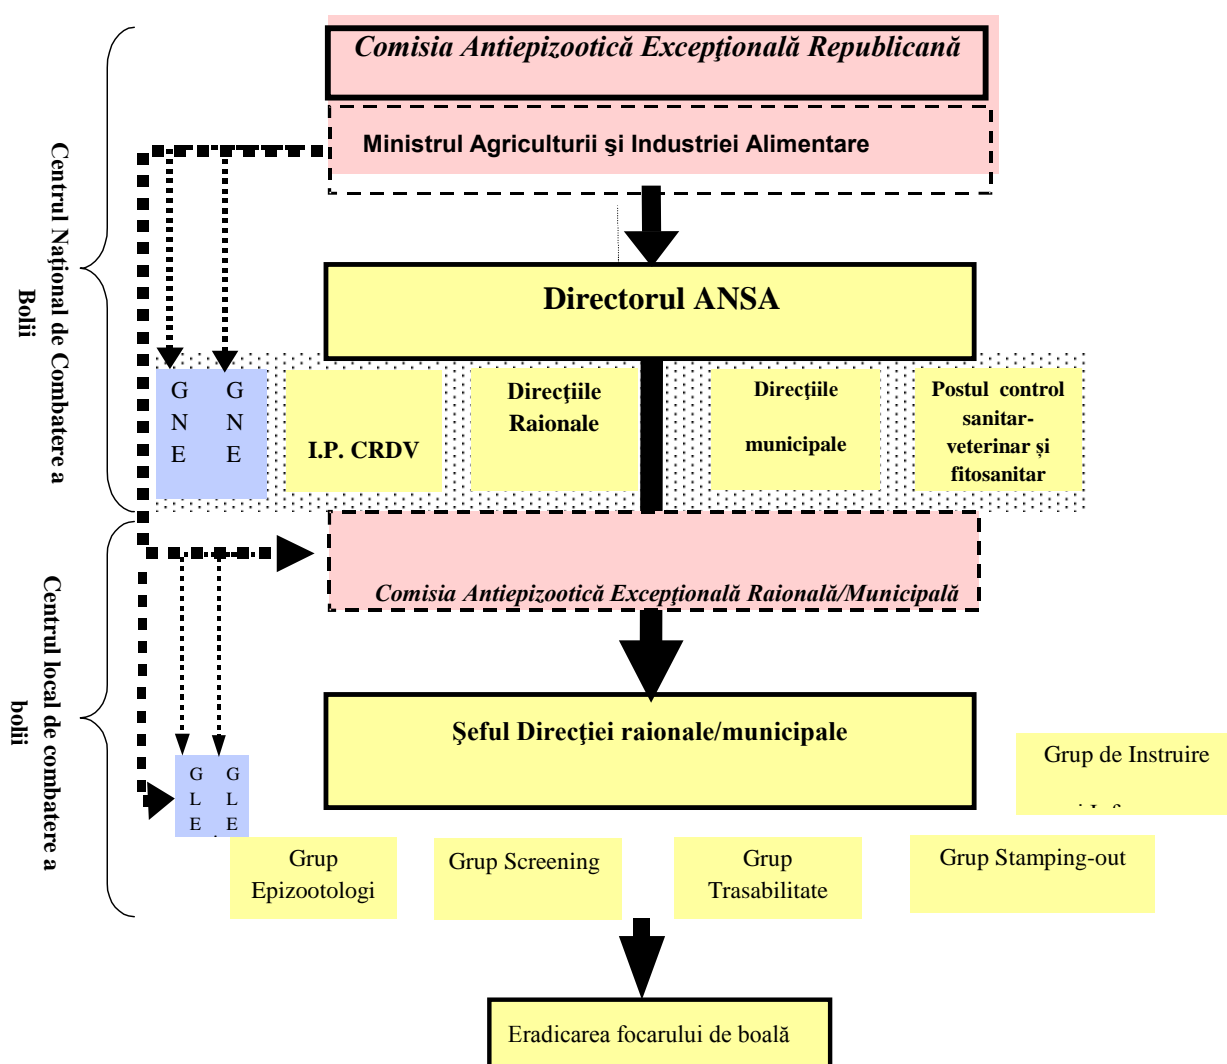 Comisia Antiepizootică Excepţională Republicană
Ministrul Agriculturii şi Industriei Alimentare
Centrul Naţional de Combatere a
Bolii
Directorul ANSA
G
N
E
G
N
E
I.P. CRDV
Direcţiile
Raionale
Direcţiile
municipale
Postul control
sanitar-
veterinar și
fitosanitar
Comisia Antiepizootică Excepţională Raională/Municipală
Centrul local de combatere a
bolii
Şeful Direcţiei raionale/municipale
G
L
E
G
L
E
Grup de Instruire
Grup
Epizootologi
Grup Screening
Grup
Trasabilitate
Grup Stamping-out
Eradicarea focarului de boală